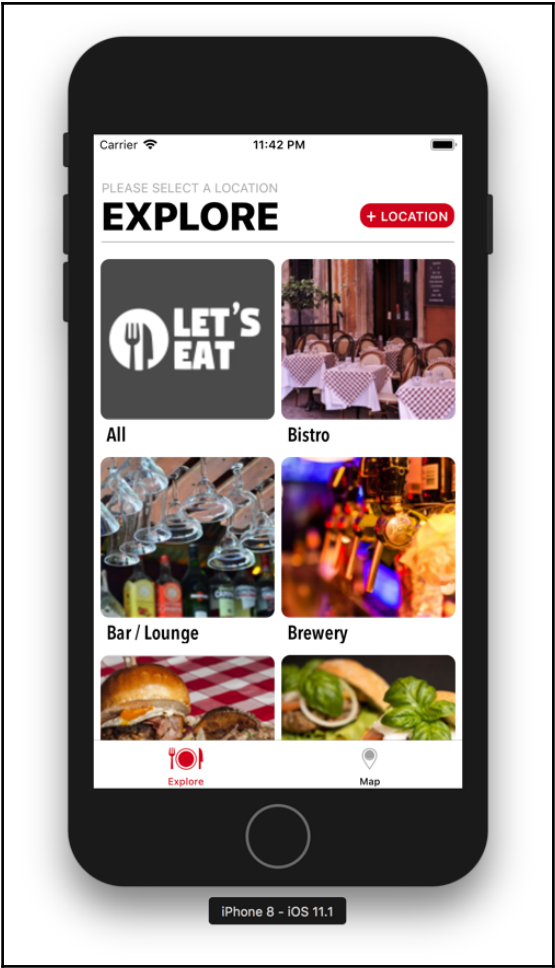 Carrier
11:42 PM
PLEASE SELECT A LOCATION
EXPLORE
+ LOCATION
LET'S
EAT
All
Bistro
Bar / Lounge
Brewery
Explore
Map
iPhone 8 - iOS 11.1